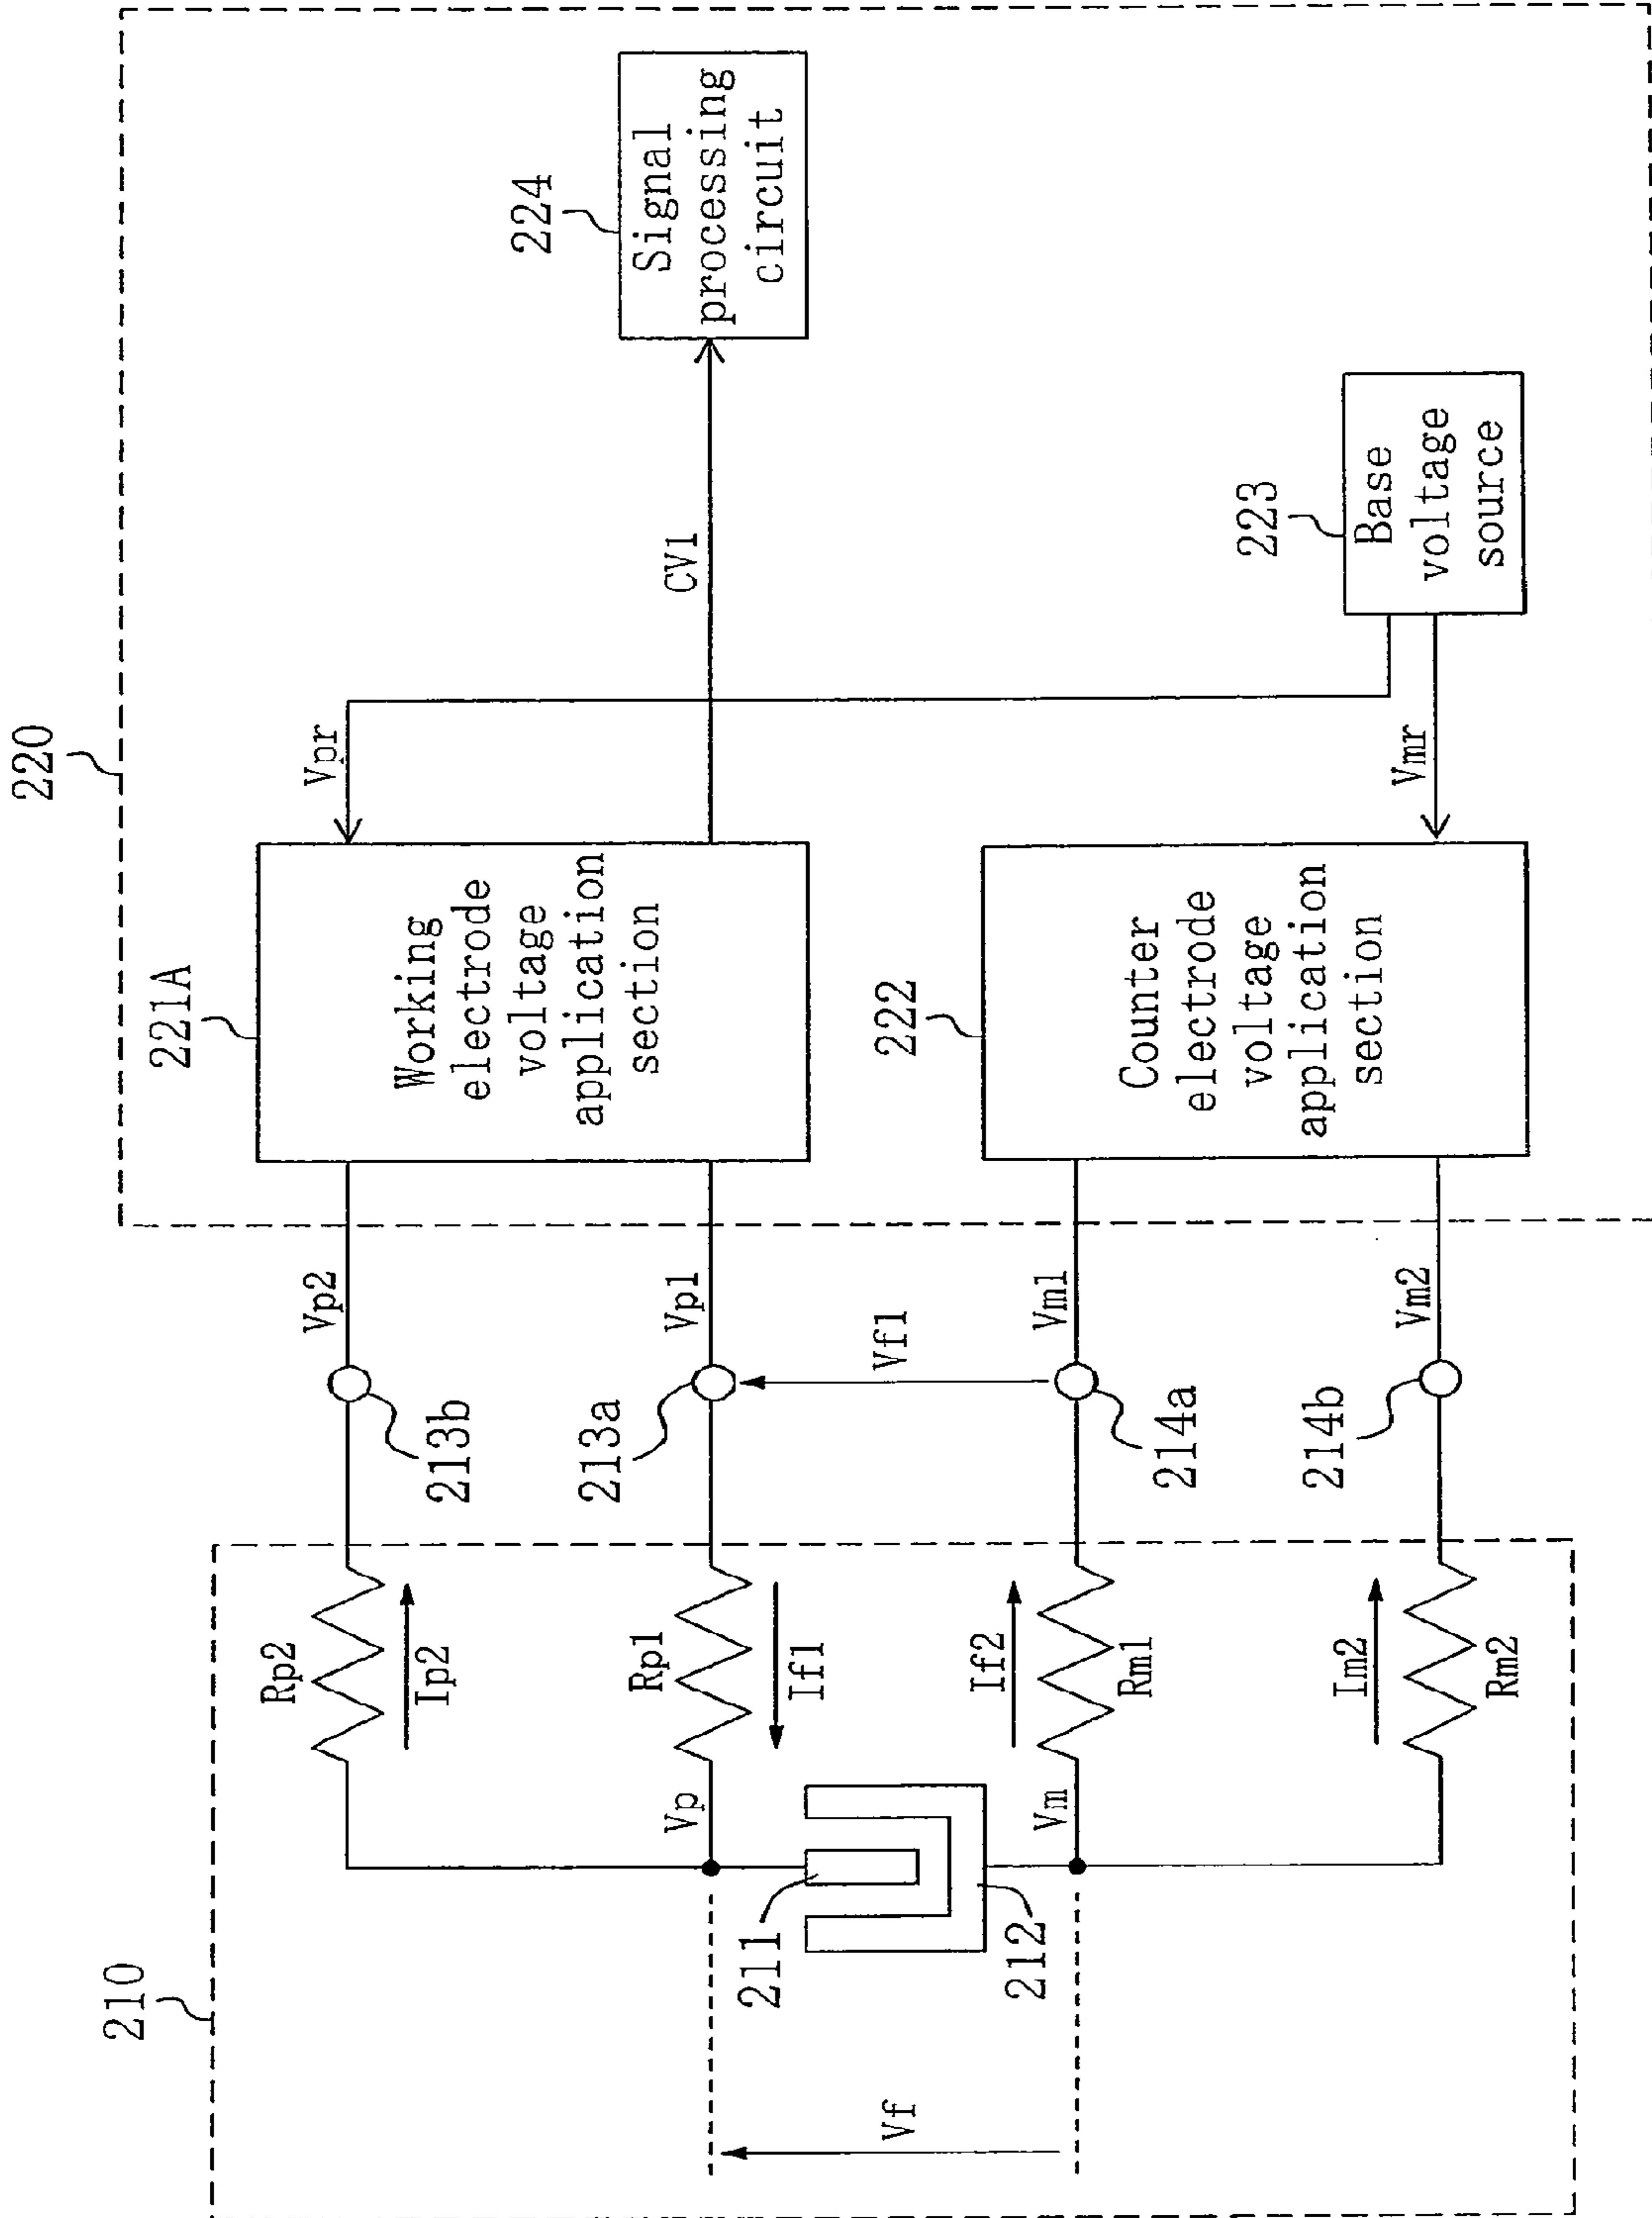 220
221A
Working
electrode
voltage
application
section
Vpr
CV1
224
Signal
processing
circuit
222
Counter
electrode
voltage
application
section
Vmr
223
Base
voltage
source
Vp2
Vp1
Vf1
Vm1
Vm2
213b
213a
214a
214b
210
Rp2
Ip2
Rp1
If1
If2
Rm1
Im2
Rm2
Vp
Vm
211
212
Vf